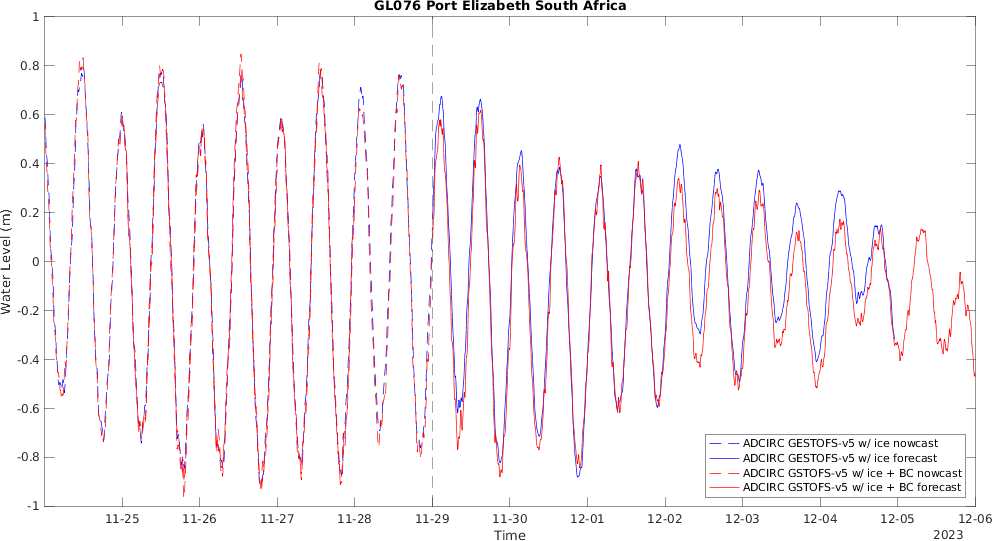 GL076 Port Elizabeth South Africa
1
0.8
0.6
0.4
0.2
0
-0.2
-0.4
-0.6
-0.8
-1
Water Level (m)
ADCIRC GESTOFS-v5 w/ ice nowcast
ADCIRC GESTOFS-v5 w/ ice forecast
ADCIRC GSTOFS-v5 w/ ice + BC nowcast
ADCIRC GSTOFS-v5 w/ ice + BC forecast
11-25 11-26 11-27 11-28 11-29 11-30 12-01 12-02 12-03 12-04 12-05 12-06
Time
2023